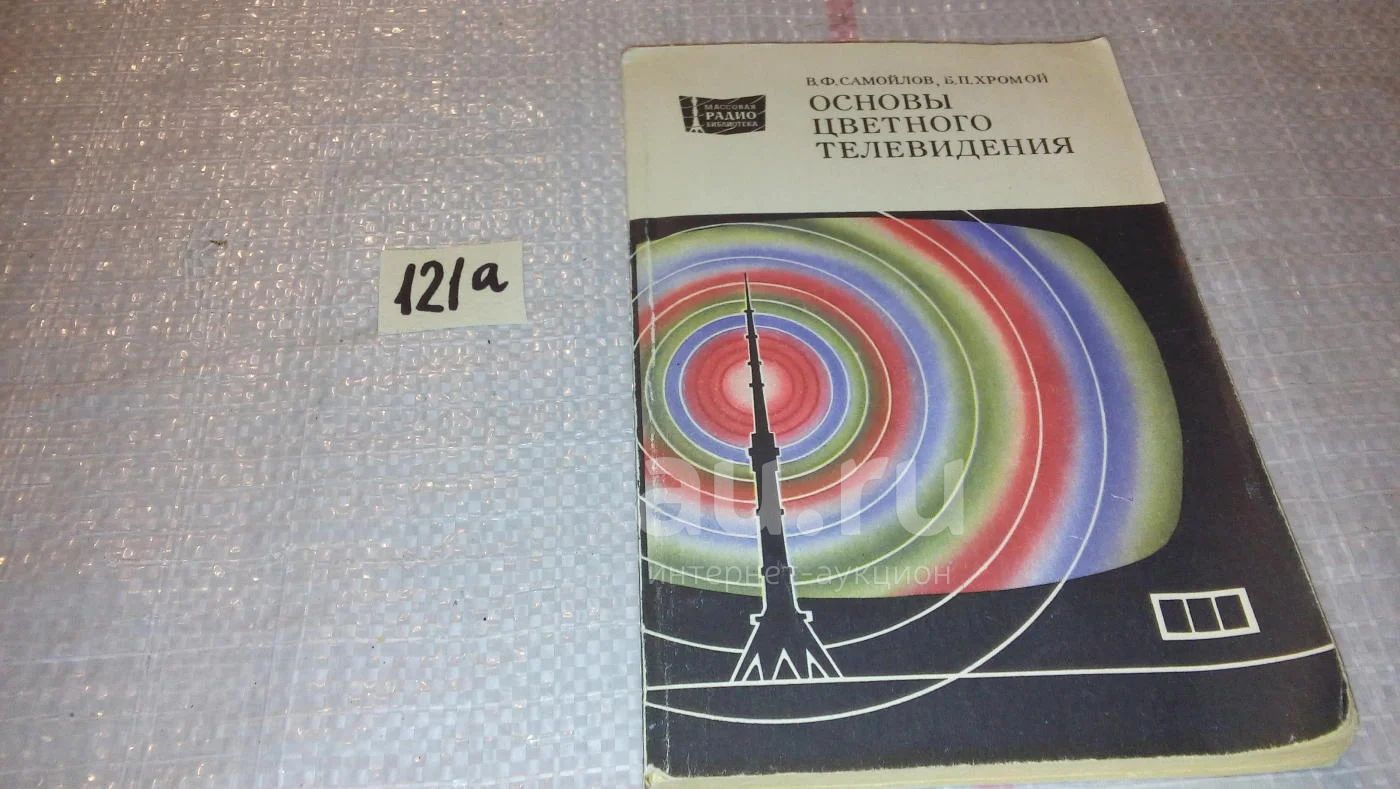 121а
В.Ф.САМОЙЛОВ, Б.П.ХРОМОЙ
МАССОВАЯ
РАДИО
БИБЛИОТЕКА
ОСНОВЫ
ЦВЕТНОГО
ТЕЛЕВИДЕНИЯ
au.ru
интернет-аукцион